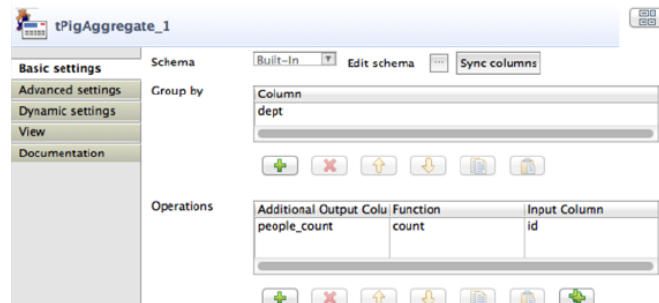 tPigAggregate_1
Basic settings
Advanced settings
Dynamic settings
View
Documentation
Schema Built-In Edit schema ... Sync columns
Group by
Column
dept
Operations
Additional Output Colu Function Input Column
people_count count id